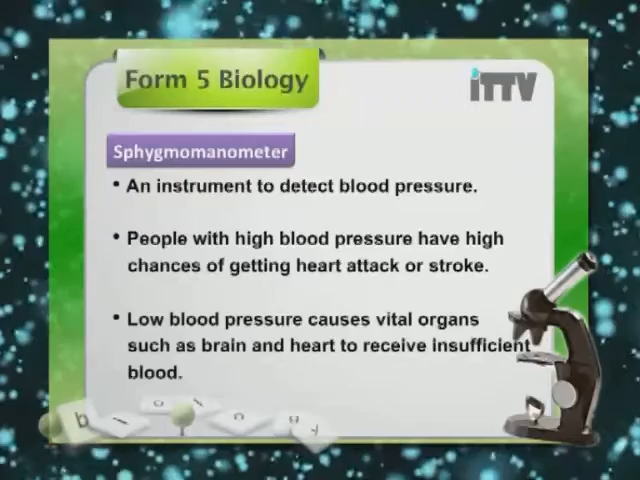 Form 5 Biology
iTTV
Sphygmomanometer
• An instrument to detect blood pressure.
• People with high blood pressure have high
chances of getting heart attack or stroke.
• Low blood pressure causes vital organs
such as brain and heart to receive insufficient
blood.